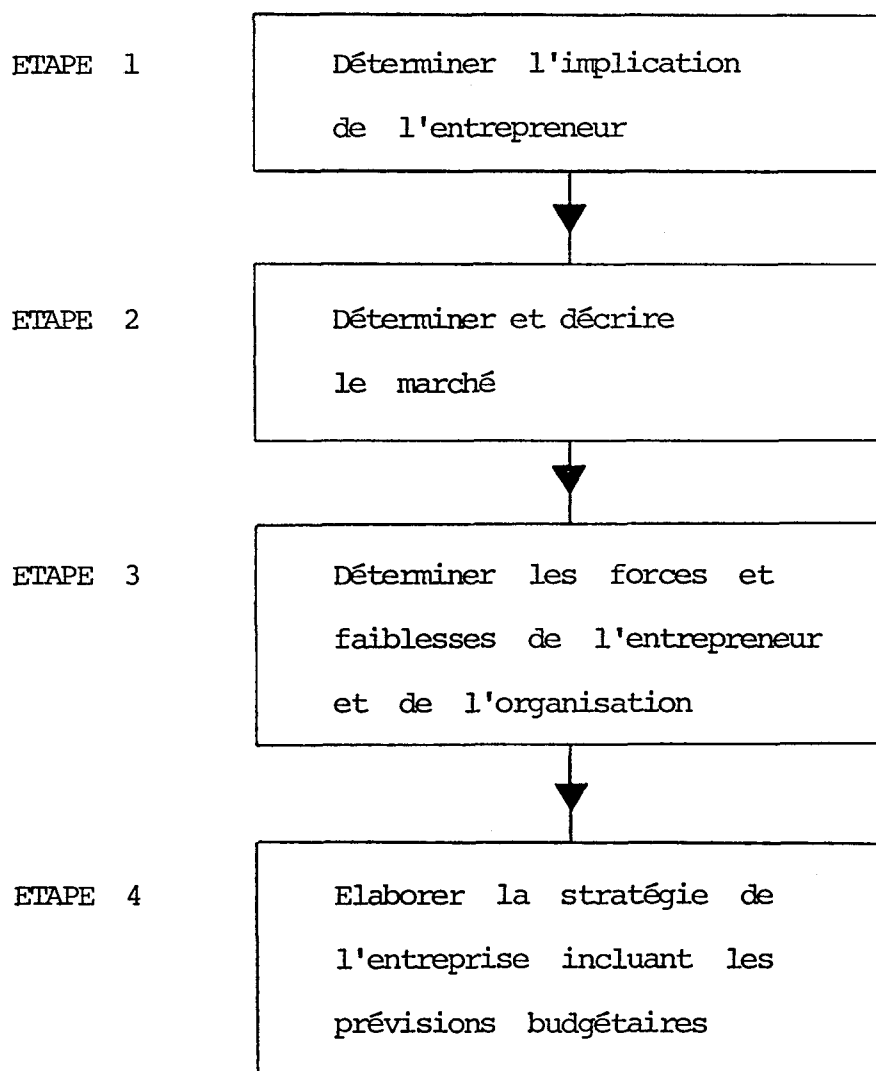 ETAPE 1
Déterminer l'implication
de l'entrepreneur
ETAPE 2
Déterminer et décrire
le marché
ETAPE 3
Déterminer les forces et
faiblesses de l'entrepreneur
et de l'organisation
ETAPE 4
Elaborer la stratégie de
l'entreprise incluant les
prévisions budgétaires